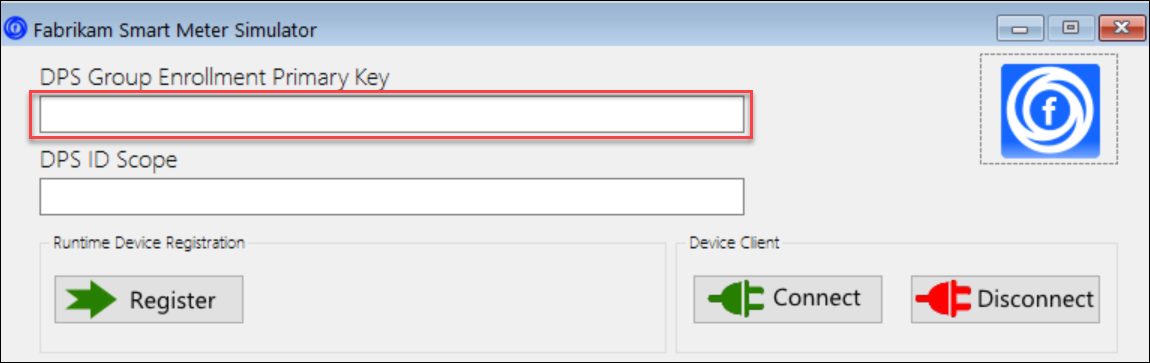 Fabrikam Smart Meter Simulator
DPS Group Enrollment Primary Key
f
DPS ID Scope
Runtime Device Registration
Device Client
Register
Connect
Disconnect